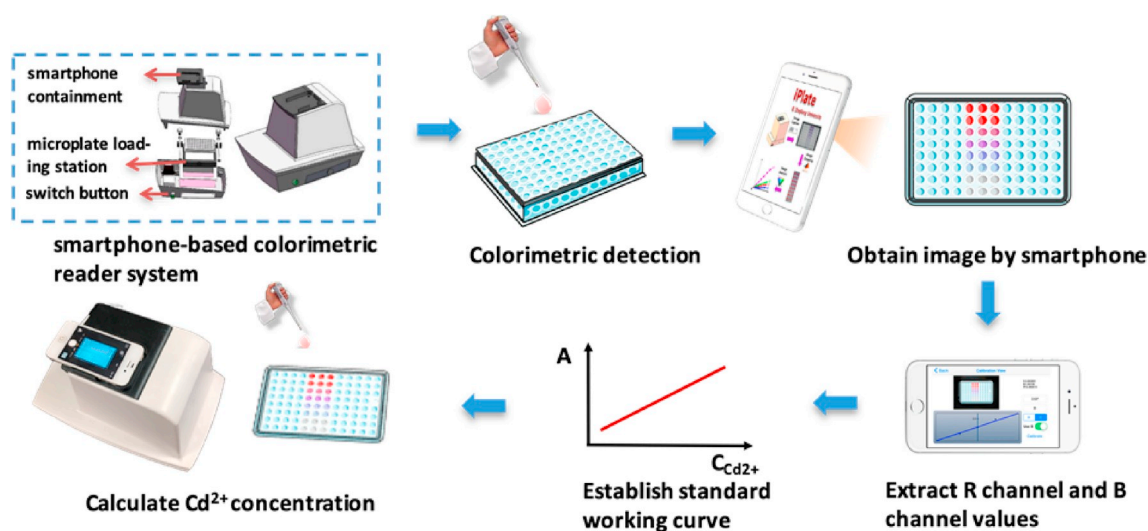 smartphone
containment
microplate load-
ing station
switch button
smartphone-based colorimetric
reader system
Colorimetric detection
iPlate
Obtain image by smartphone
Extract R channel and B
channel values
A
C_Cd2+
Establish standard
working curve
Calculate Cd²⁺ concentration